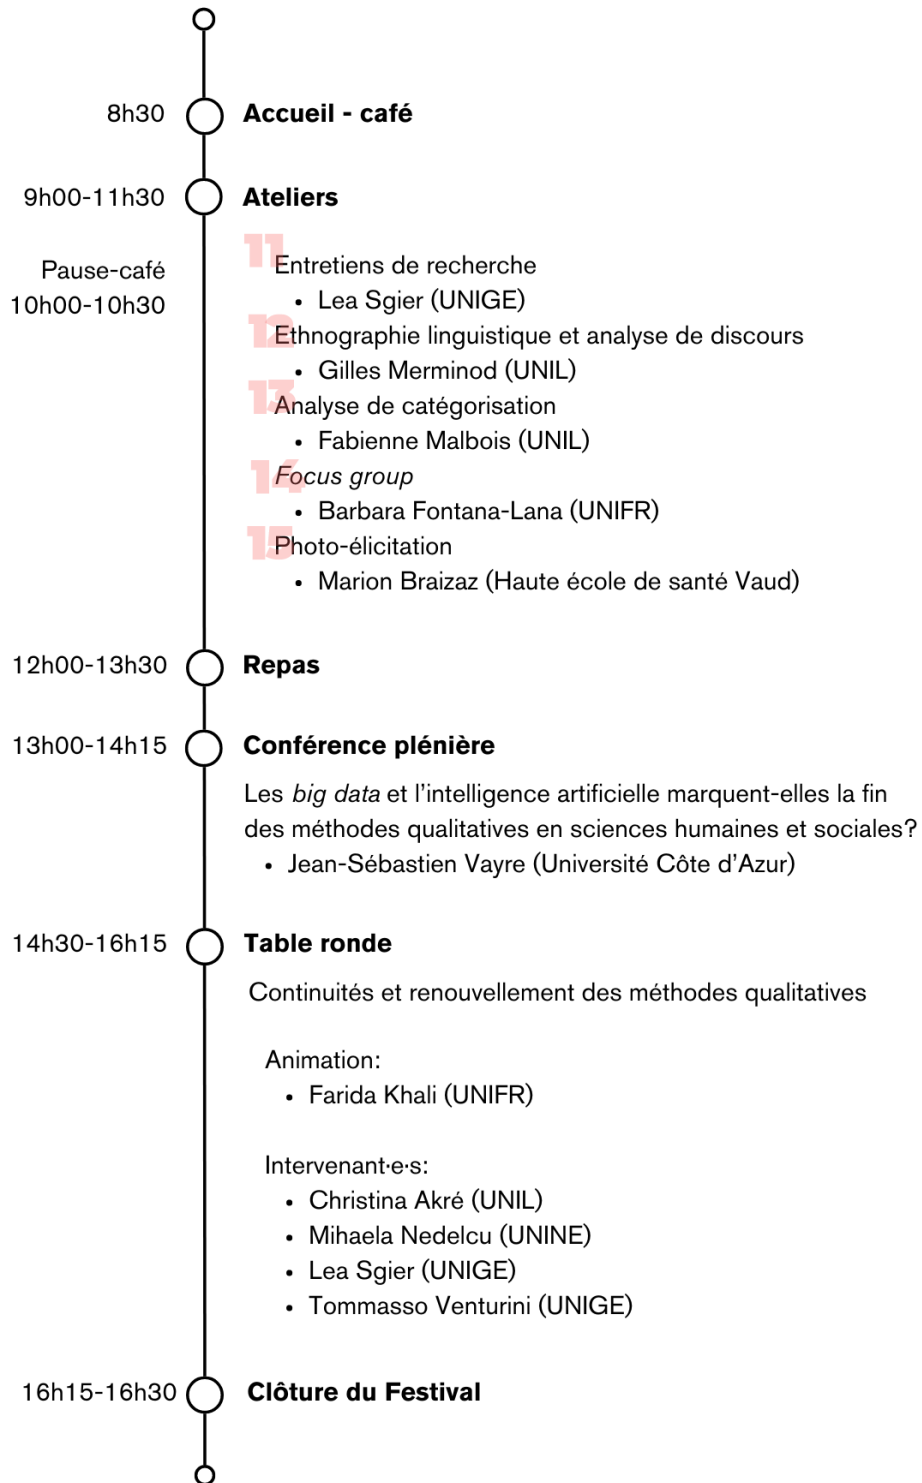 8h30 Accueil - café
9h00-11h30 Ateliers
Pause-café
10h00-10h30
11 Entretiens de recherche
• Lea Sgier (UNIGE)
12 Ethnographie linguistique et analyse de discours
• Gilles Merminod (UNIL)
13 Analyse de catégorisation
• Fabienne Malbois (UNIL)
14 Focus group
• Barbara Fontana-Lana (UNIFR)
15 Photo-élicitation
• Marion Braizaz (Haute école de santé Vaud)
12h00-13h30 Repas
13h00-14h15 Conférence plénière
Les big data et l'intelligence artificielle marquent-elles la fin
des méthodes qualitatives en sciences humaines et sociales?
• Jean-Sébastien Vayre (Université Côte d'Azur)
14h30-16h15 Table ronde
Continuités et renouvellement des méthodes qualitatives
Animation:
• Farida Khali (UNIFR)
Intervenant·e·s:
• Christina Akré (UNIL)
• Mihaela Nedelcu (UNINE)
• Lea Sgier (UNIGE)
• Tommasso Venturini (UNIGE)
16h15-16h30 Clôture du Festival